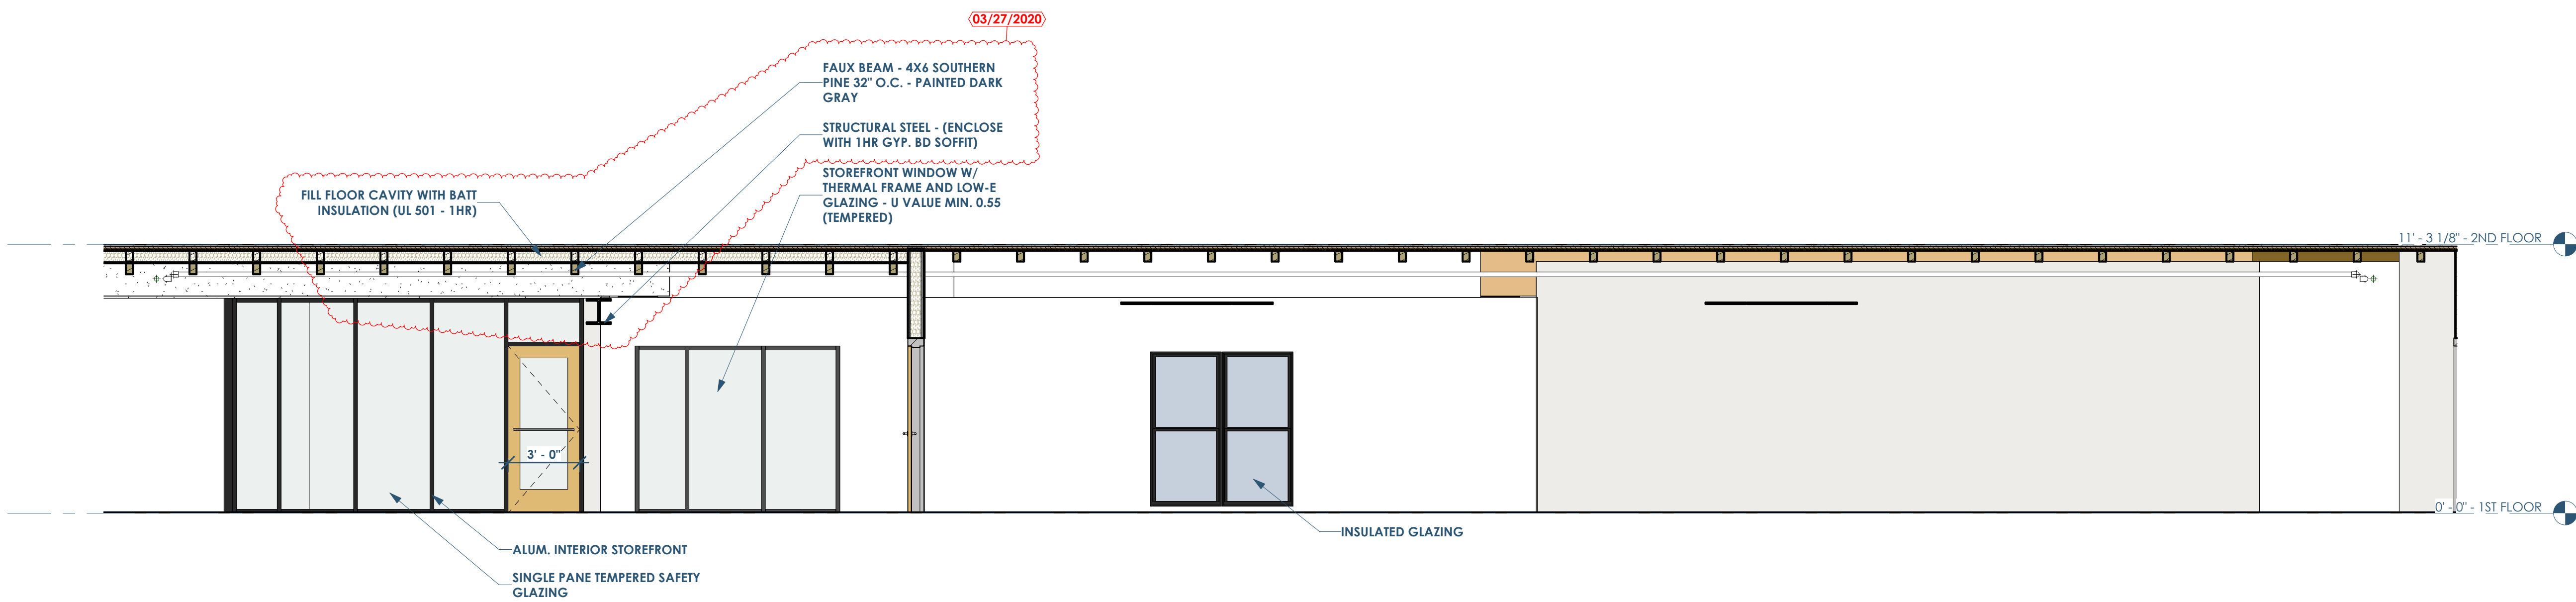 03/27/2020
FAUX BEAM - 4X6 SOUTHERN
PINE 32" O.C. - PAINTED DARK
GRAY
STRUCTURAL STEEL - (ENCLOSE
WITH 1HR GYP. BD SOFFIT)
STOREFRONT WINDOW W/
THERMAL FRAME AND LOW-E
GLAZING - U VALUE MIN. 0.55
(TEMPERED)
FILL FLOOR CAVITY WITH BATT
INSULATION (UL 501 - 1HR)
11' - 3 1/8" - 2ND FLOOR
3' - 0"
0' - 0" - 1ST FLOOR
INSULATED GLAZING
ALUM. INTERIOR STOREFRONT
SINGLE PANE TEMPERED SAFETY
GLAZING